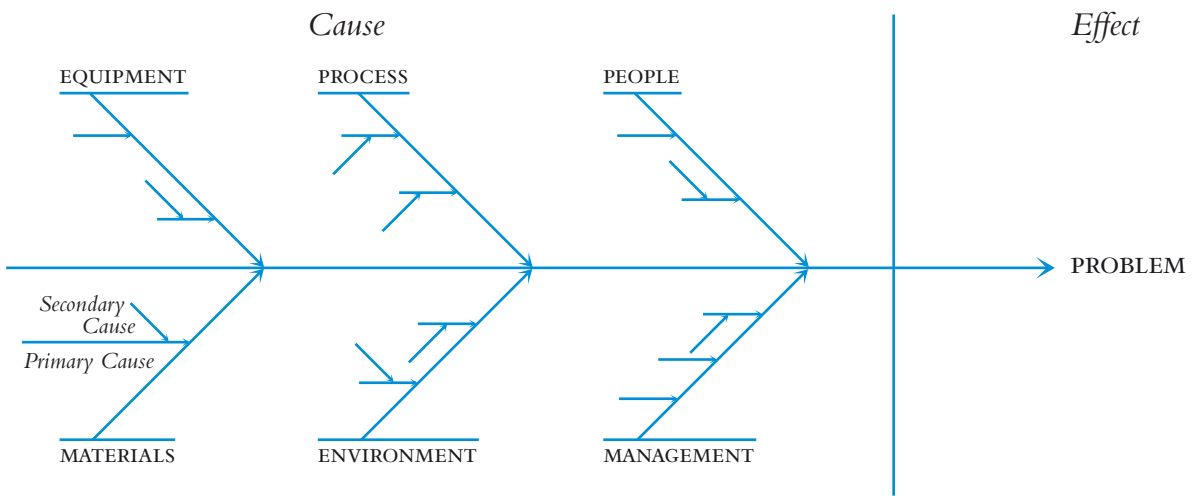 Cause
Effect
EQUIPMENT
PROCESS
PEOPLE
PROBLEM
Secondary
Cause
Primary Cause
MATERIALS
ENVIRONMENT
MANAGEMENT